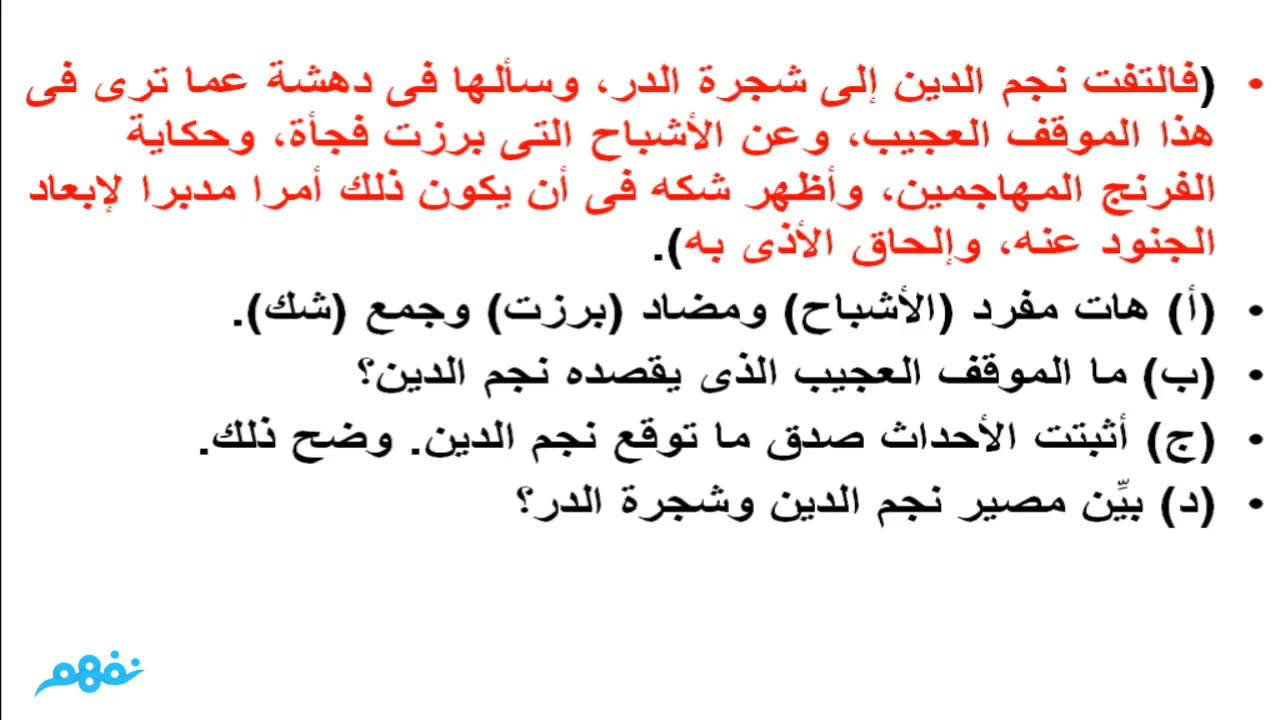 • (فالتفت نجم الدين إلى شجرة الدر، وسألها فى دهشة عما ترى فى
هذا الموقف العجيب، وعن الأشباح التى برزت فجأة، وحكاية
الفرنج المهاجمين، وأظهر شكه فى أن يكون ذلك أمرا مدبرا لإبعاد
الجنود عنه، وإلحاق الأذى به).
• (أ) هات مفرد (الأشباح) ومضاد (برزت) وجمع (شك).
• (ب) ما الموقف العجيب الذى يقصده نجم الدين؟
• (ج) أثبتت الأحداث صدق ما توقع نجم الدين. وضح ذلك.
• (د) بيِّن مصير نجم الدين وشجرة الدر؟
نفهم